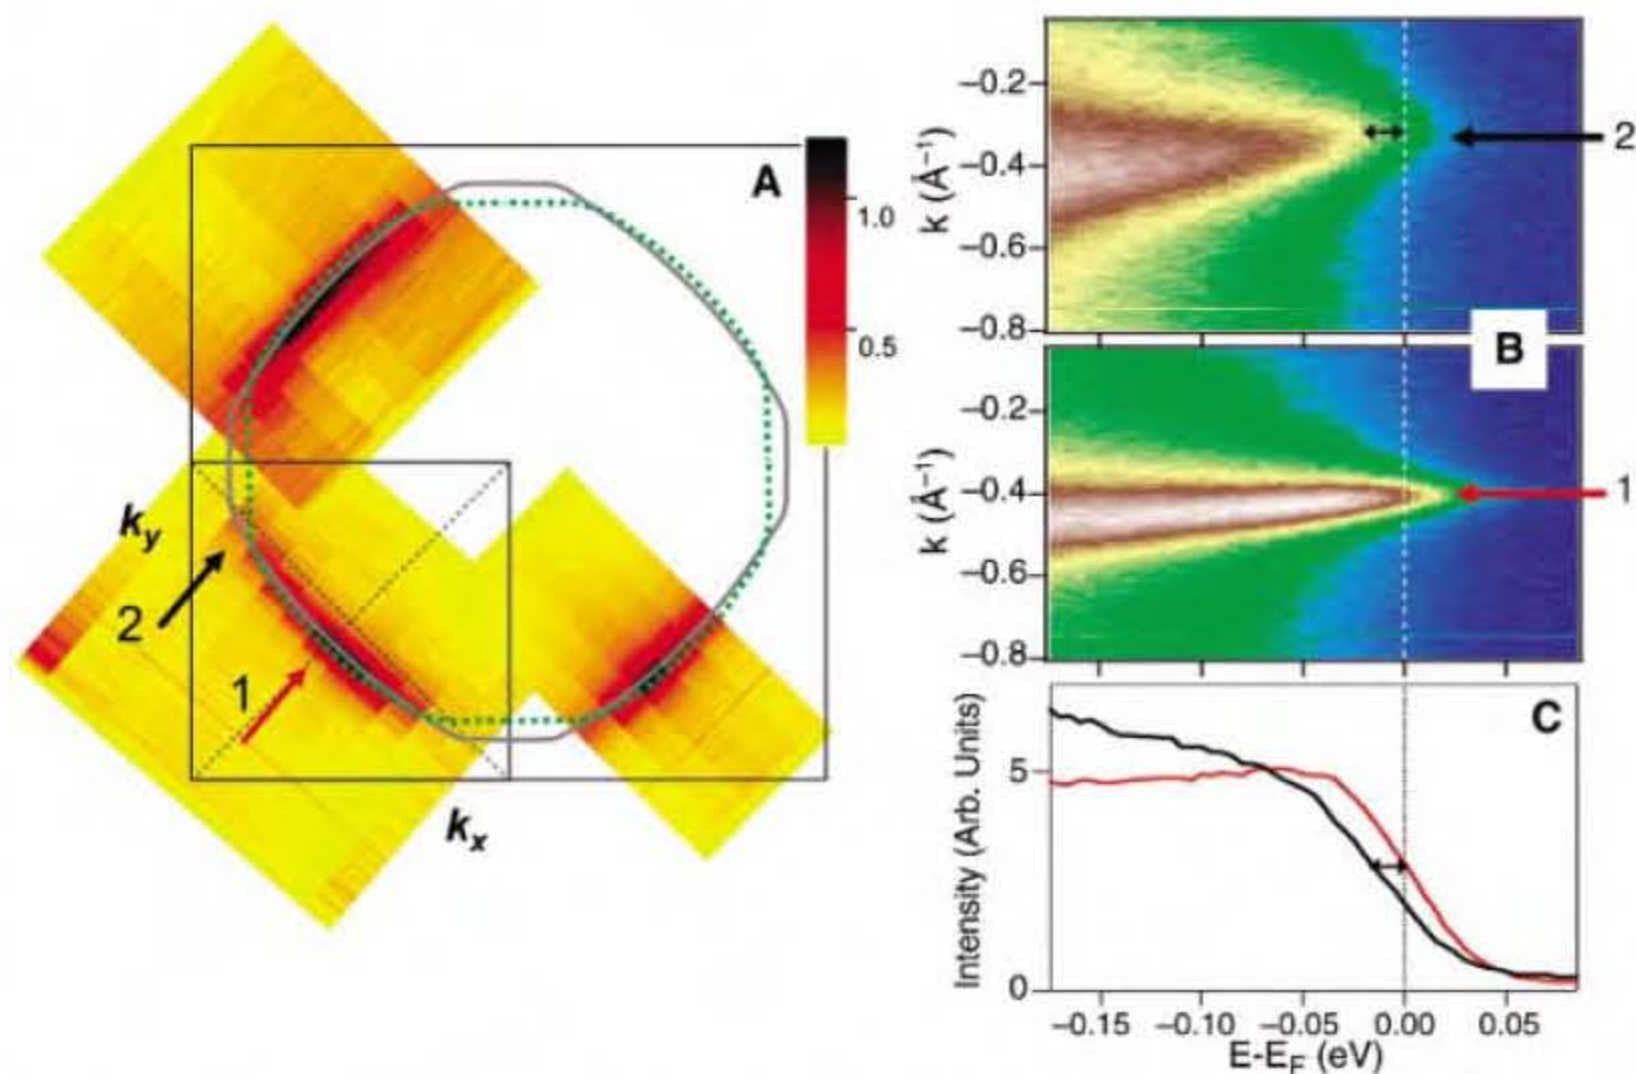 A
1.0
0.5
k_y
2
1
k_x
k (Å⁻¹)
−0.2
−0.4
−0.6
−0.8
2
B
k (Å⁻¹)
−0.2
−0.4
−0.6
−0.8
1
C
Intensity (Arb. Units)
5
0
−0.15 −0.10 −0.05 0.00 0.05
E-E_F (eV)